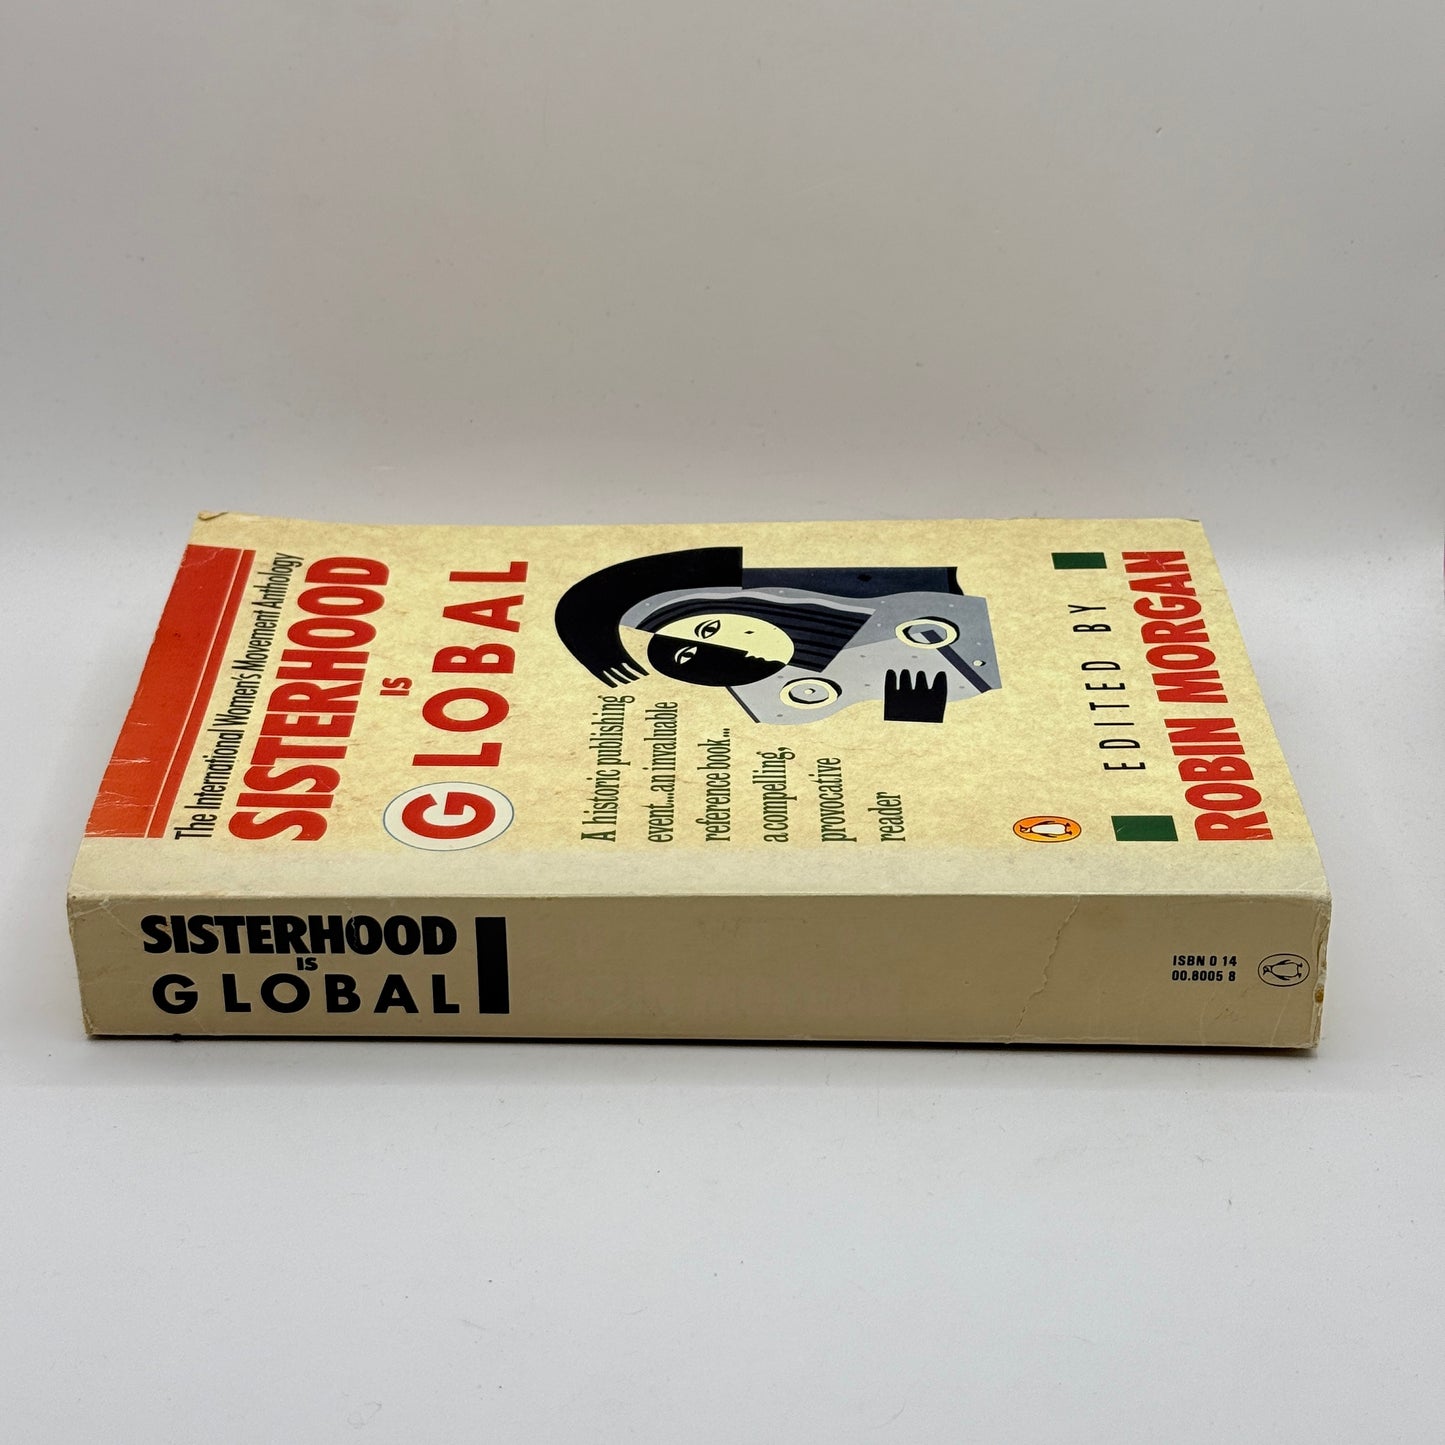 The International Women's Movement Anthology
SISTERHOOD
IS
GLOBAL
A historic publishing
event....an invaluable
reference book...
a compelling,
provocative
reader
EDITED BY
ROBIN MORGAN
SISTERHOOD
IS
GLOBAL
ISBN 0 14
00.8005 8